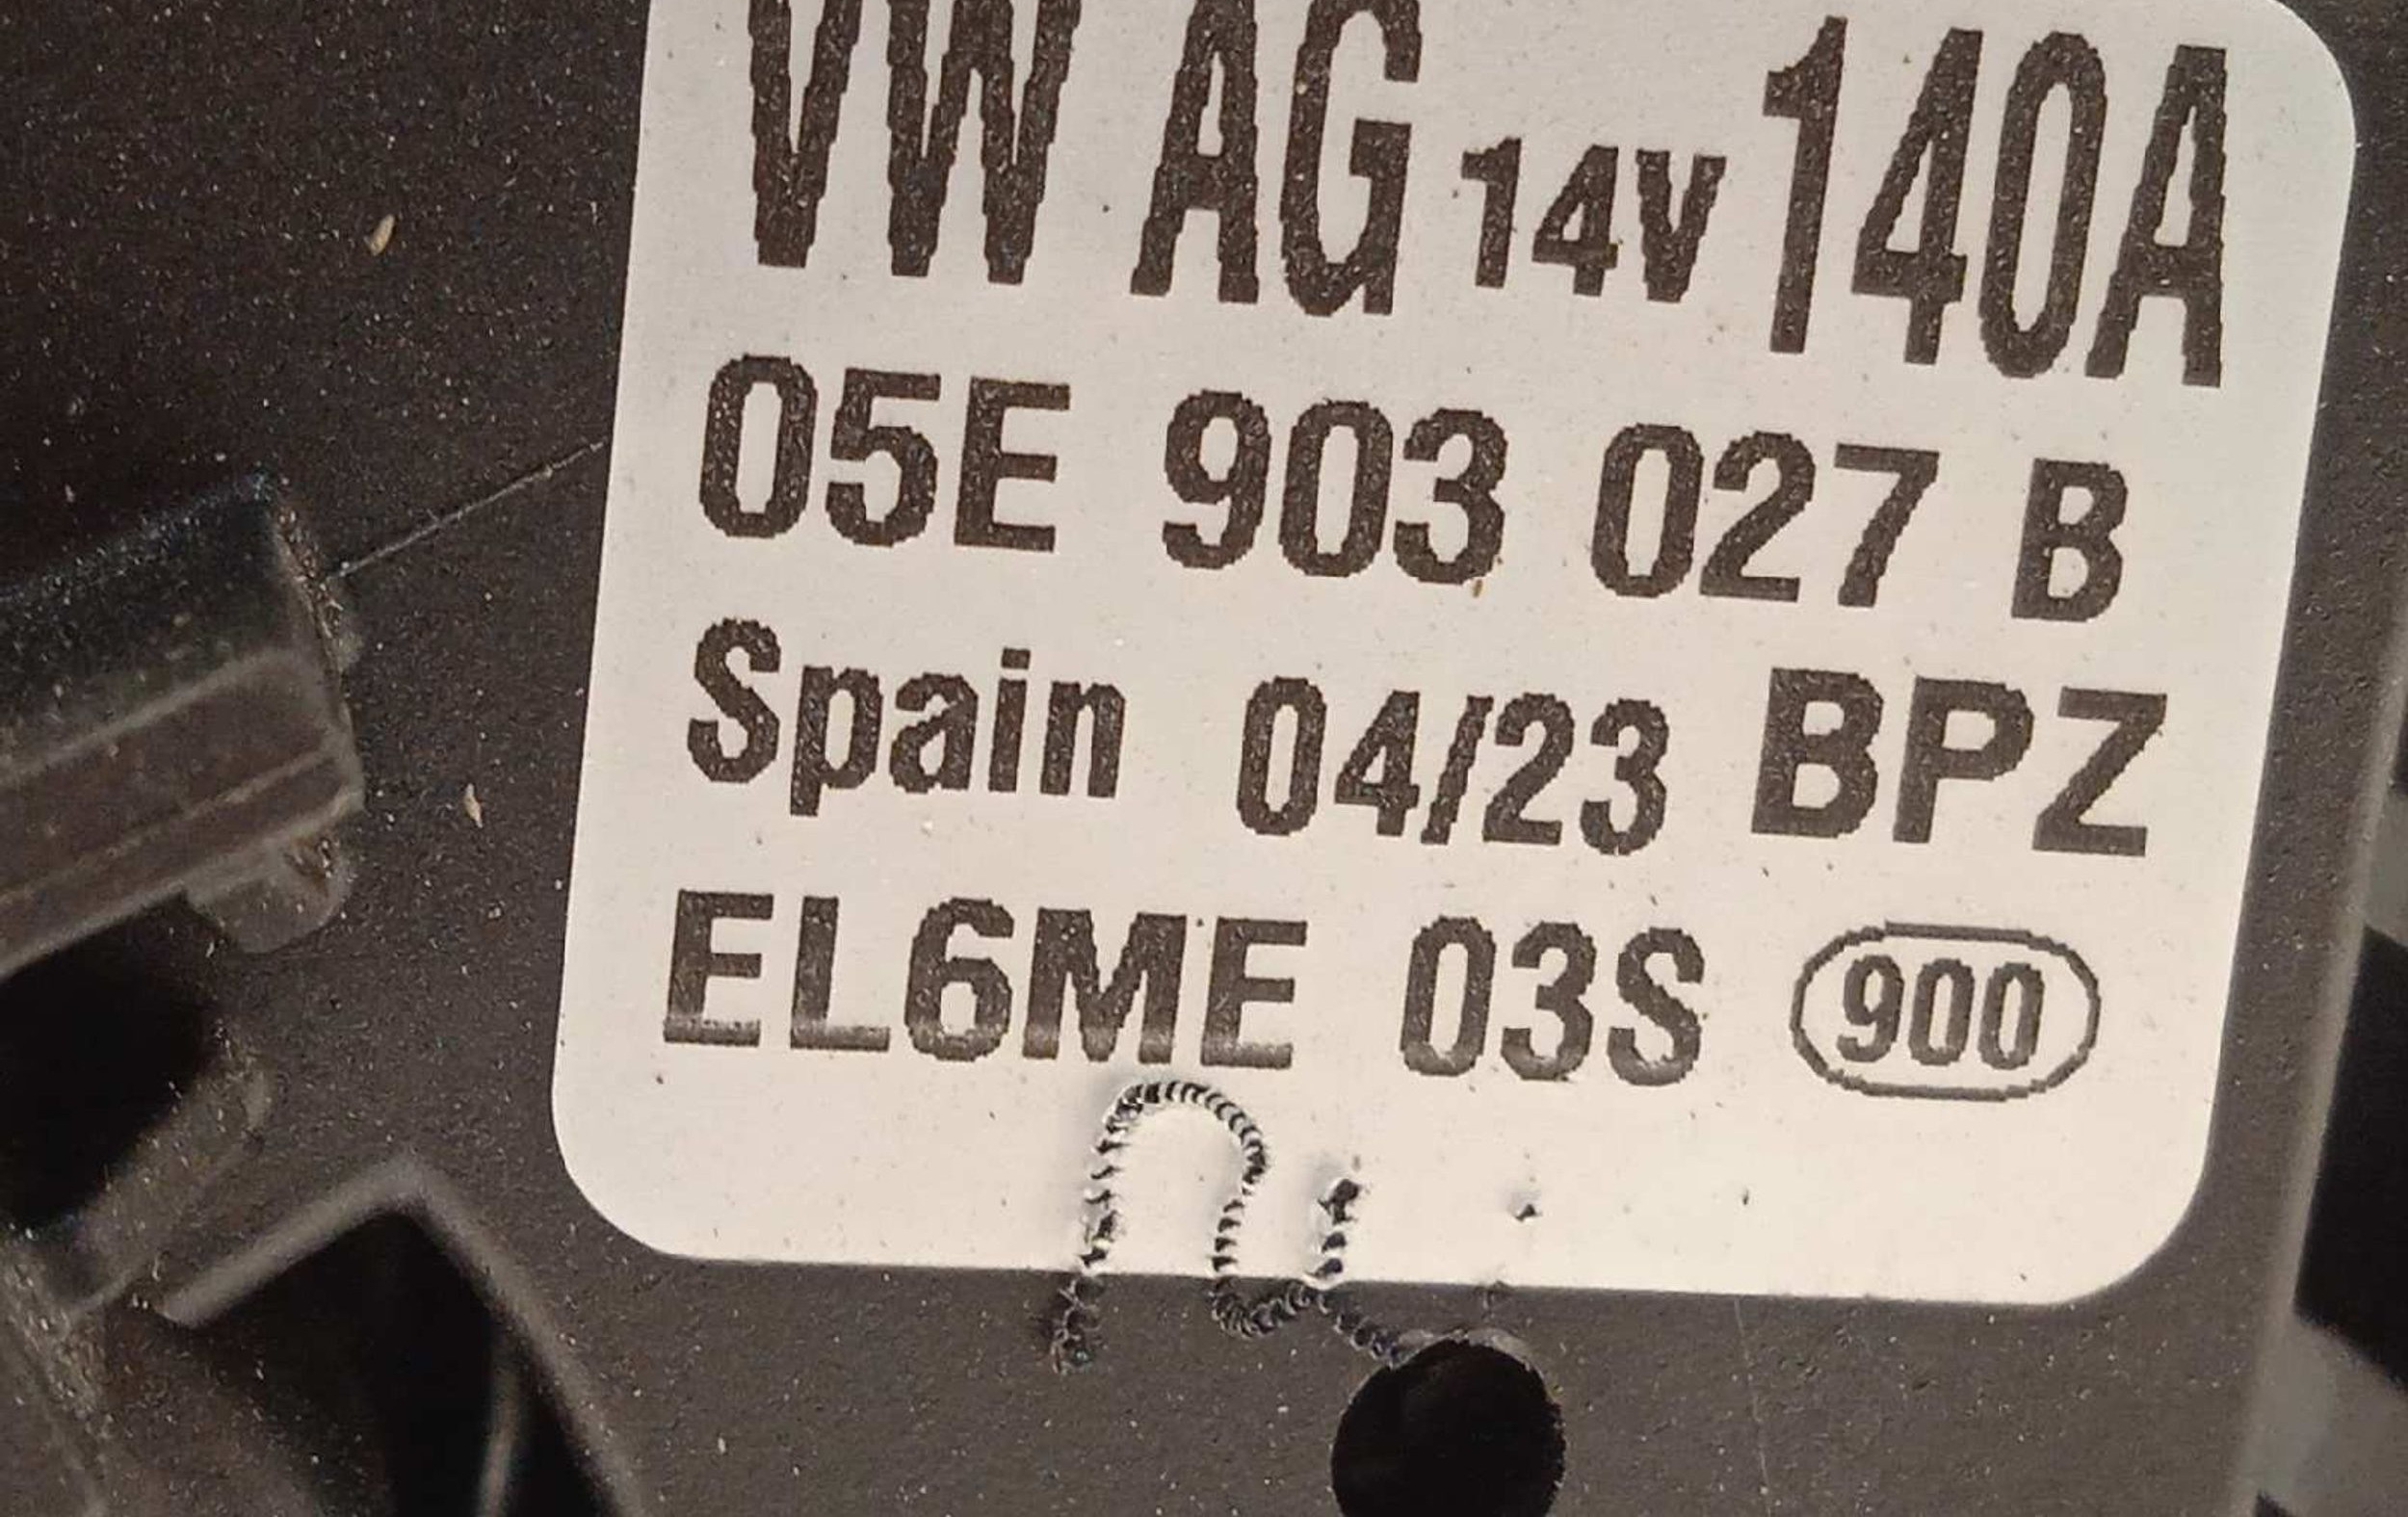 VW AG 14V 140A
05E 903 027 B
Spain 04/23 BPZ
EL6ME 03S 900